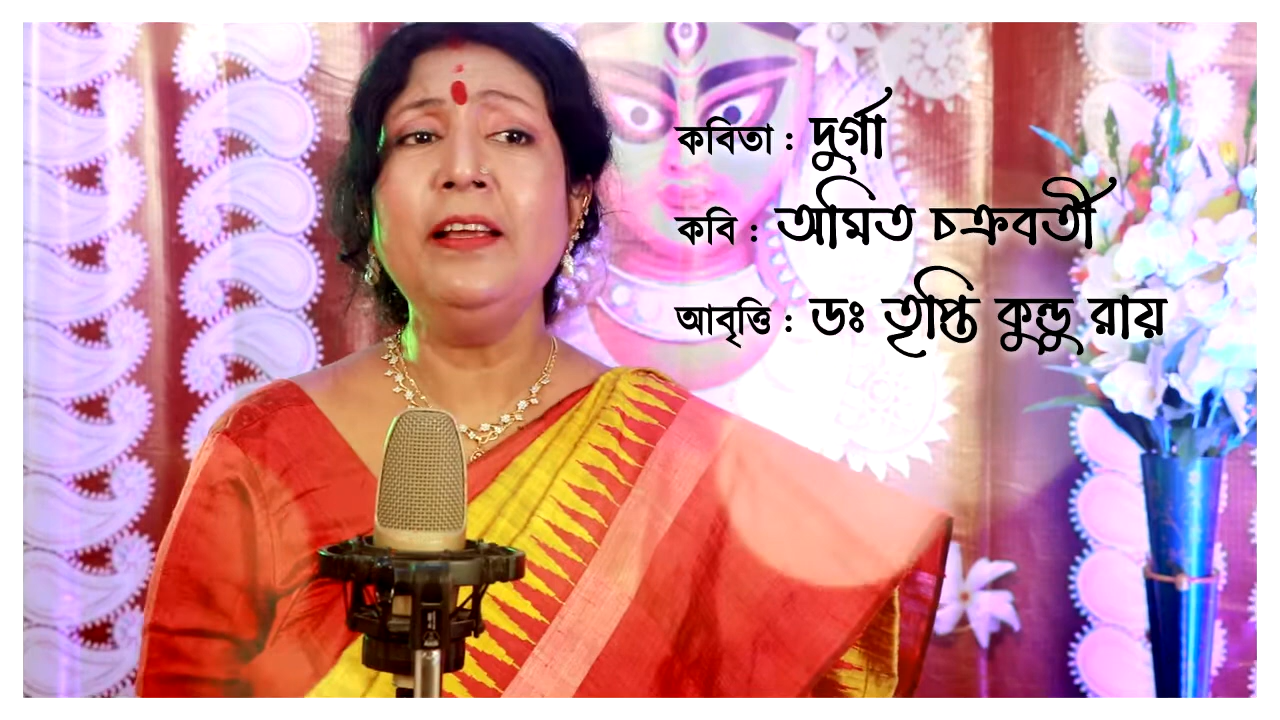 কবিতা : দুর্গা
কবি : অমিত চক্রবর্তী
আবৃত্তি : ডঃ তৃপ্তি কুন্ডু রায়